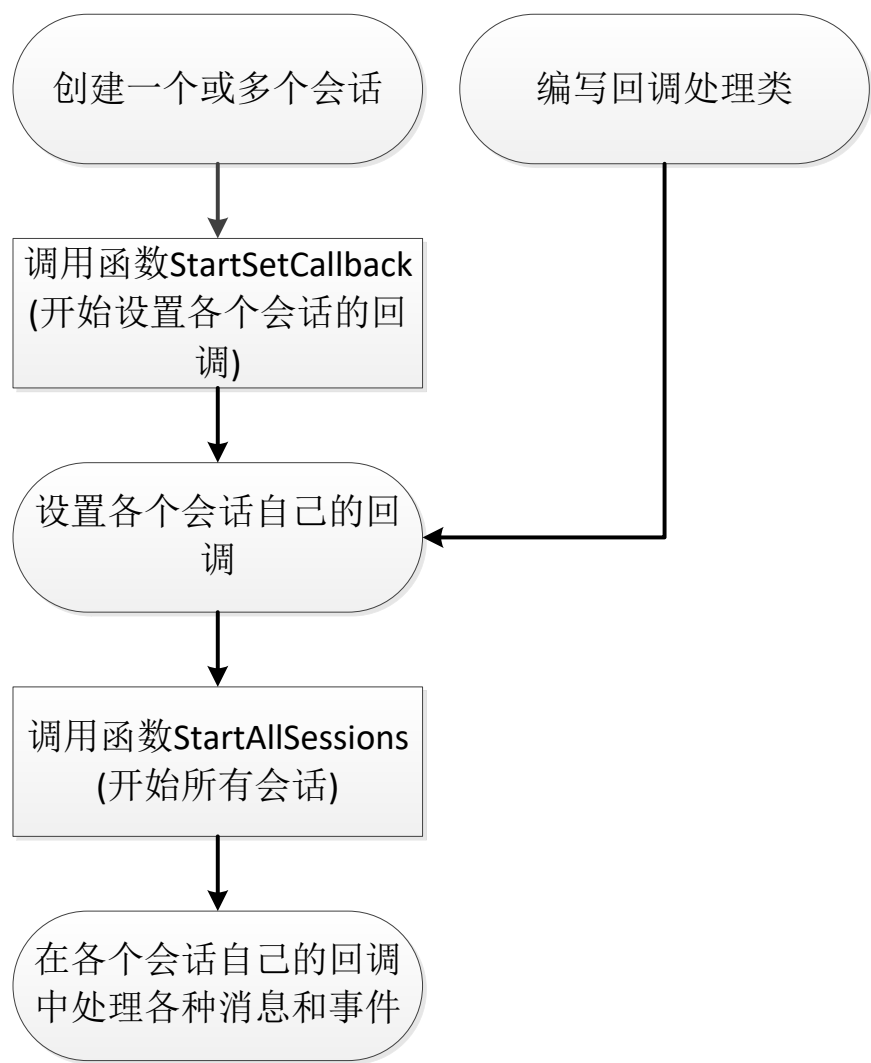 创建一个或多个会话
编写回调处理类
调用函数StartSetCallback
(开始设置各个会话的回
调)
设置各个会话自己的回
调
调用函数StartAllSessions
(开始所有会话)
在各个会话自己的回调
中处理各种消息和事件